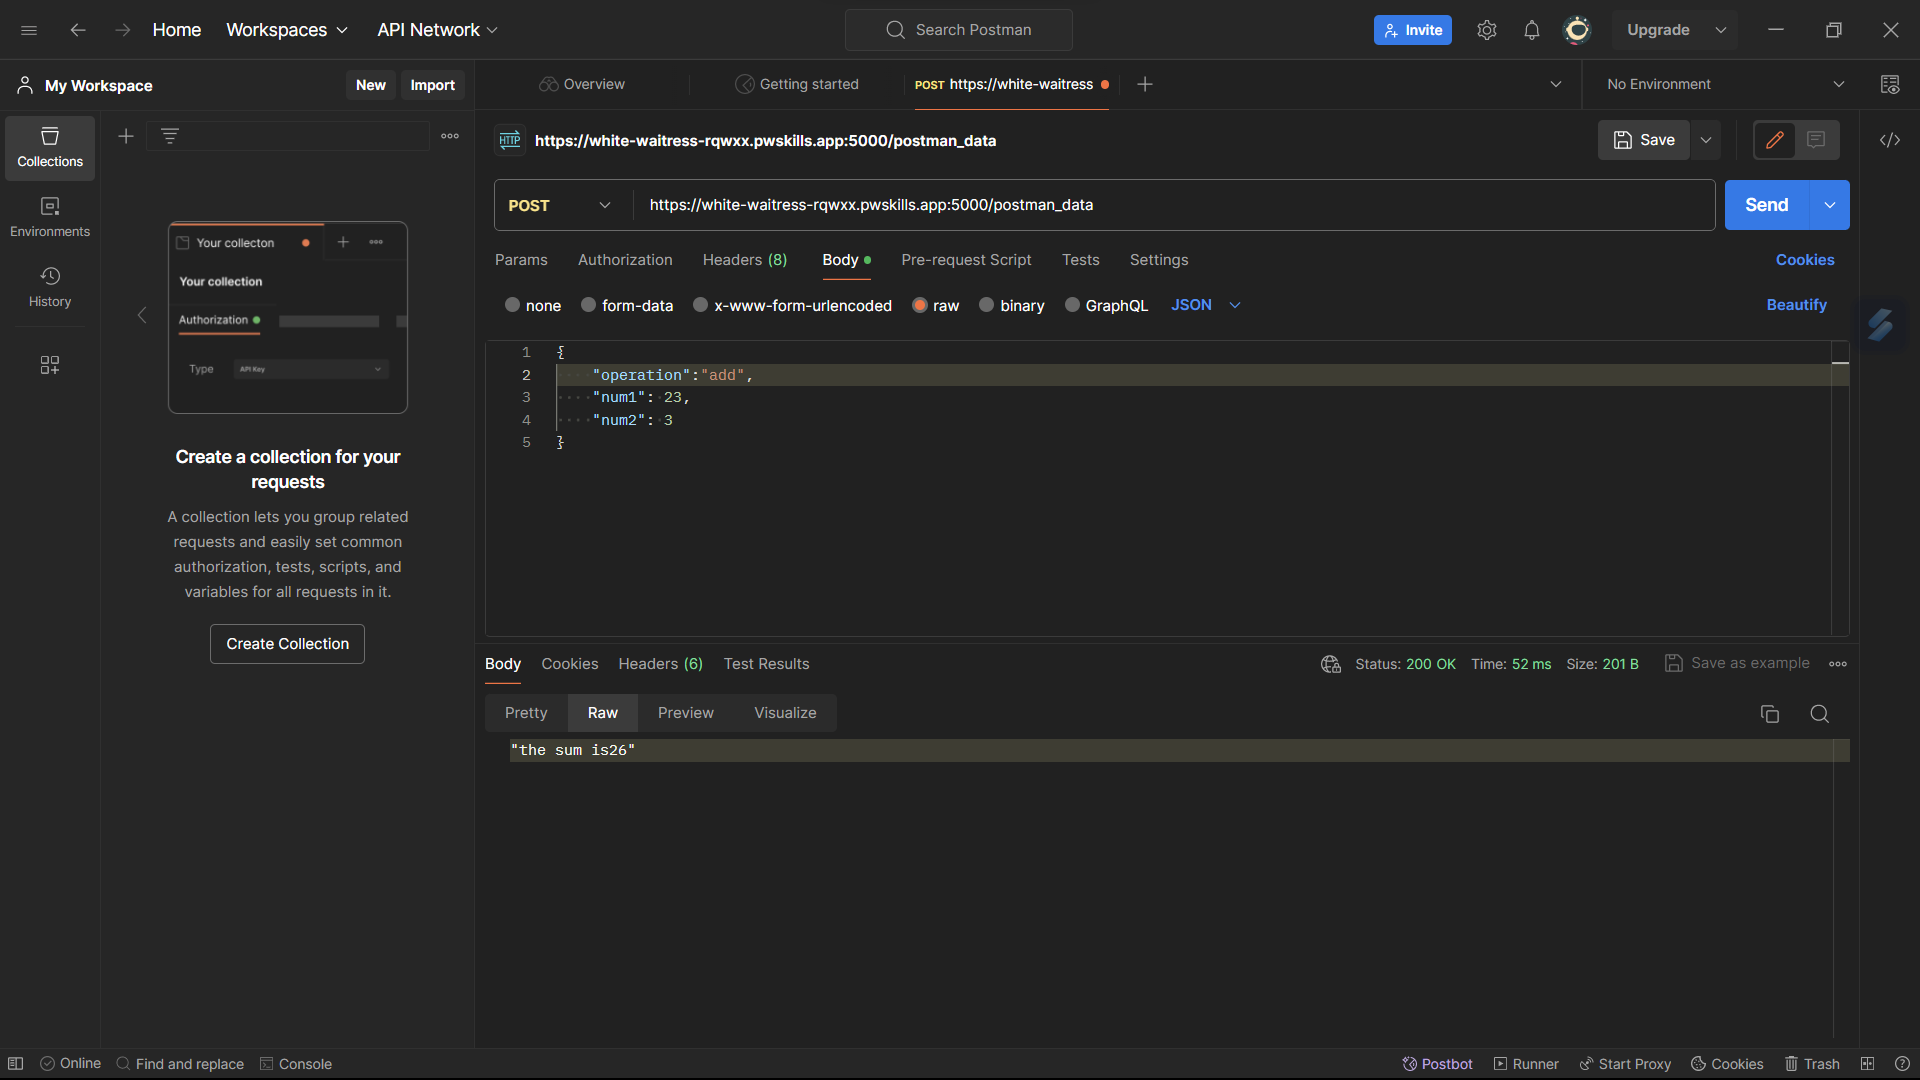 Home Workspaces API Network Search Postman Invite Upgrade
My Workspace New Import Overview Getting started POST https://white-waitress No Environment
Collections
Environments
History
Your collecton
Your collection
Authorization
Type API Key
Create a collection for your
requests
A collection lets you group related
requests and easily set common
authorization, tests, scripts, and
variables for all requests in it.
Create Collection
HTTP https://white-waitress-rqwxx.pwskills.app:5000/postman_data Save
POST https://white-waitress-rqwxx.pwskills.app:5000/postman_data Send
Params Authorization Headers (8) Body Pre-request Script Tests Settings Cookies
none form-data x-www-form-urlencoded raw binary GraphQL JSON Beautify
1 {
2 "operation":"add",
3 "num1": 23,
4 "num2": 3
5 }
Body Cookies Headers (6) Test Results Status: 200 OK Time: 52 ms Size: 201 B Save as example
Pretty Raw Preview Visualize
"the sum is26"
Online Find and replace Console Postbot Runner Start Proxy Cookies Trash